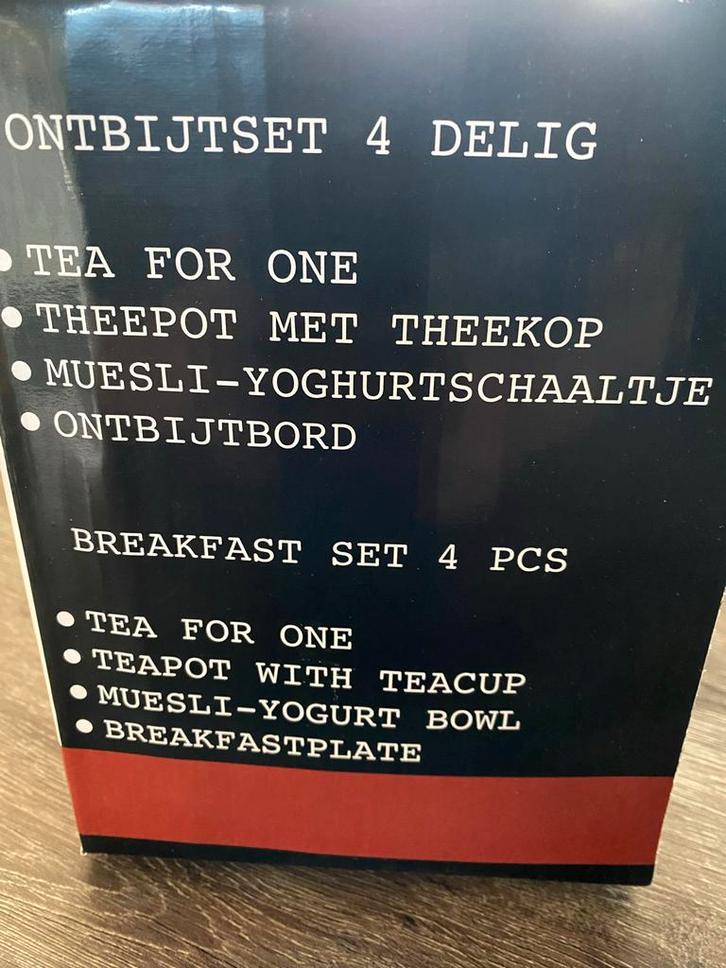 ONTBIJTSET 4 DELIG
• TEA FOR ONE
• THEEPOT MET THEEKOP
• MUESLI-YOGHURTSCHAALTJE
• ONTBIJTBORD
BREAKFAST SET 4 PCS
• TEA FOR ONE
• TEAPOT WITH TEACUP
• MUESLI-YOGURT BOWL
• BREAKFASTPLATE